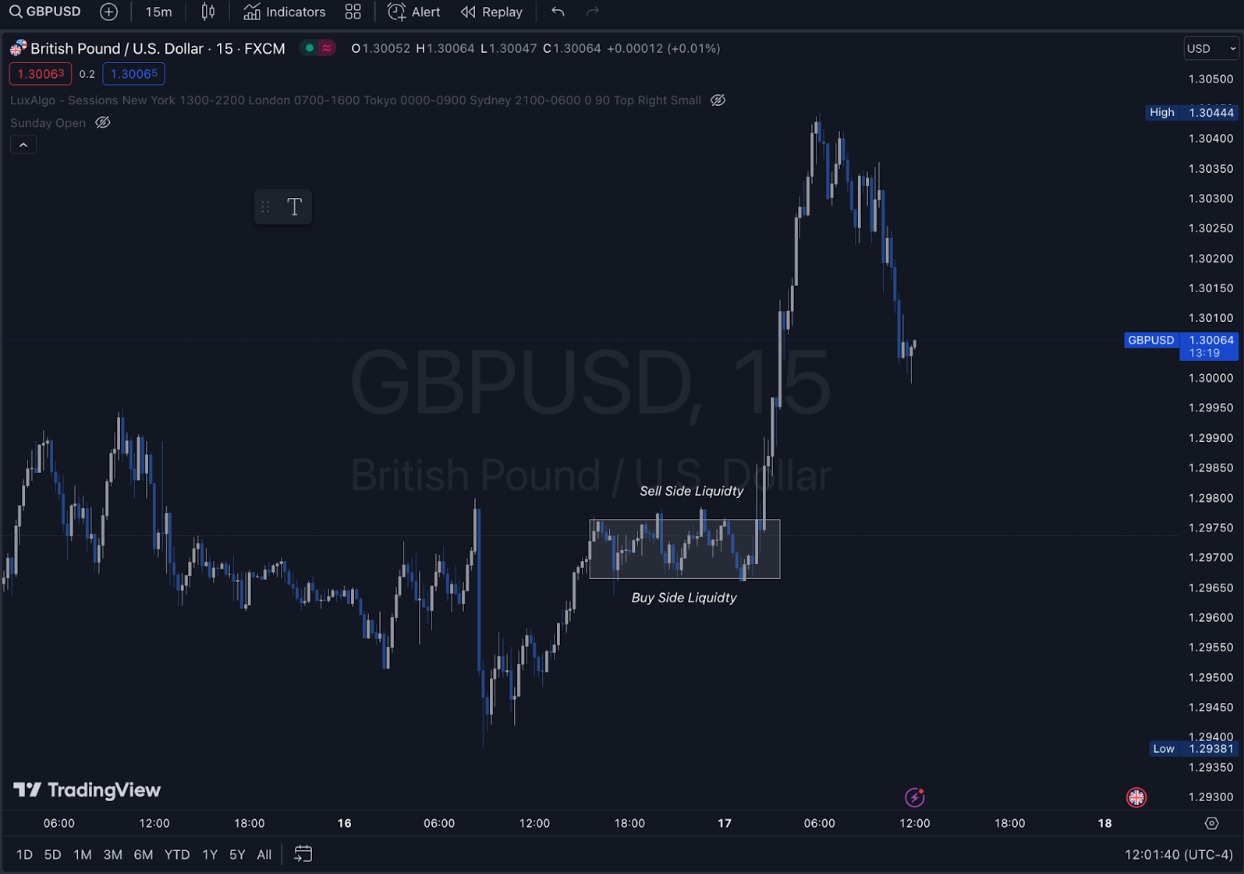 GBPUSD 15m Indicators Alert Replay
British Pound / U.S. Dollar · 15 · FXCM O1.30052 H1.30064 L1.30047 C1.30064 +0.00012 (+0.01%) USD
1.30063 0.2 1.30065
LuxAlgo - Sessions New York 1300-2200 London 0700-1600 Tokyo 0000-0900 Sydney 2100-0600 0 90 Top Right Small
Sunday Open
T
1.30500
High 1.30444
1.30400
1.30350
1.30300
1.30250
1.30200
1.30150
1.30100
GBPUSD 1.30064
13:19
1.30000
GBPUSD, 15
1.29950
1.29900
British Pound / U.S. Dollar
1.29850
Sell Side Liquidty
1.29800
1.29750
1.29700
1.29650
Buy Side Liquidty
1.29600
1.29550
1.29500
1.29450
1.29400
Low 1.29381
1.29350
TradingView
1.29300
06:00 12:00 18:00 16 06:00 12:00 18:00 17 06:00 12:00 18:00 18
1D 5D 1M 3M 6M YTD 1Y 5Y All 12:01:40 (UTC-4)